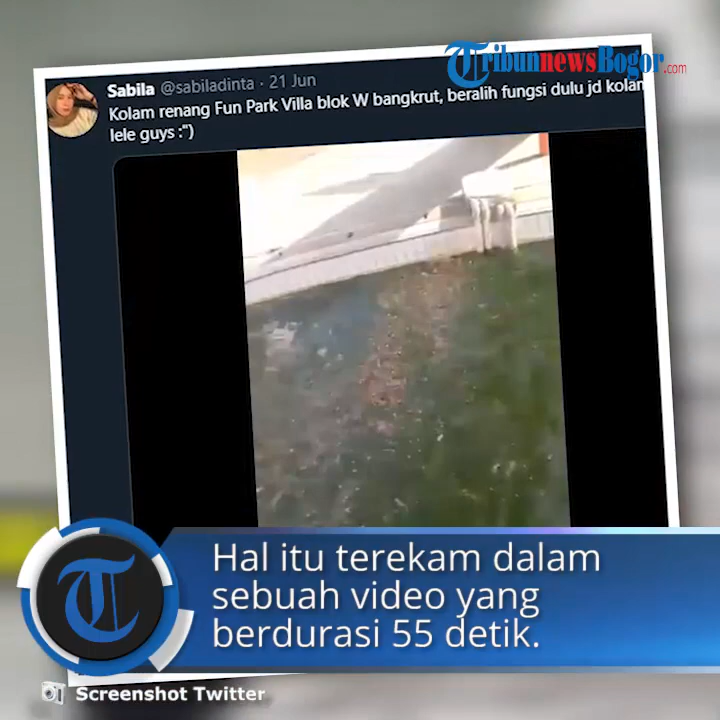 TribunnewsBogor.com
Sabila @sabiladinta · 21 Jun
Kolam renang Fun Park Villa blok W bangkrut, beralih fungsi dulu jd kolam
lele guys :")
T
Hal itu terekam dalam
sebuah video yang
berdurasi 55 detik.
Screenshot Twitter